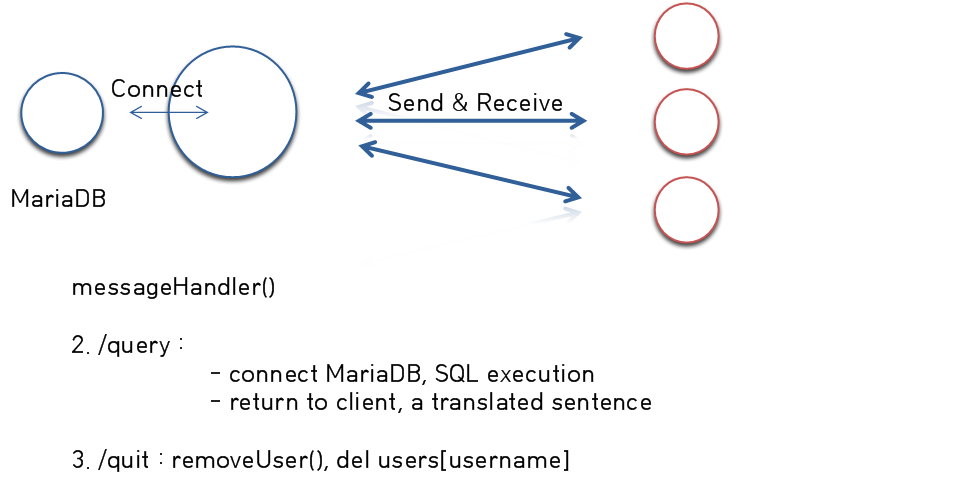 Connect
Send & Receive
MariaDB
messageHandler()
2. /query :
- connect MariaDB, SQL execution
- return to client, a translated sentence
3. /quit : removeUser(), del users[username]